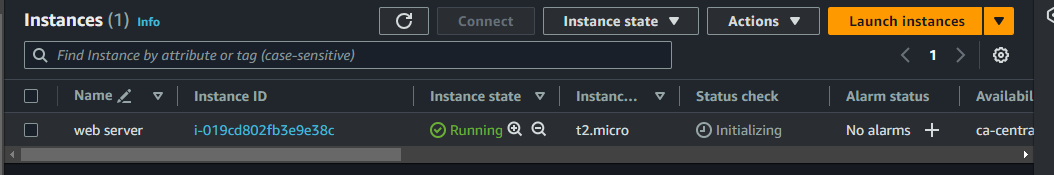 Instances (1) Info Connect Instance state Actions Launch instances
Find Instance by attribute or tag (case-sensitive) 1
Name Instance ID Instance state Instanc... Status check Alarm status Availabil
web server i-019cd802fb3e9e38c Running t2.micro Initializing No alarms ca-centra